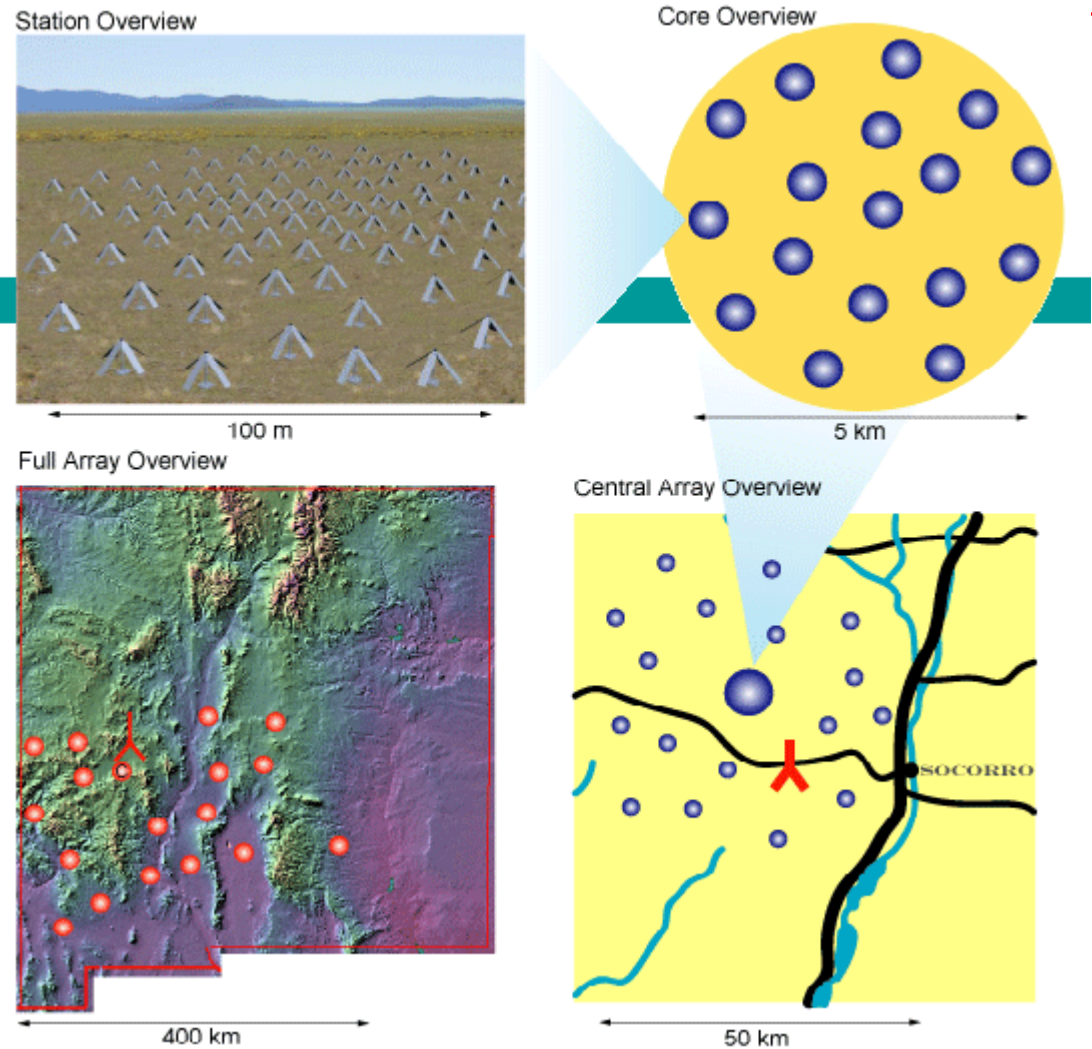 Station Overview
Core Overview
100 m
5 km
Full Array Overview
Central Array Overview
SOCORRO
400 km
50 km